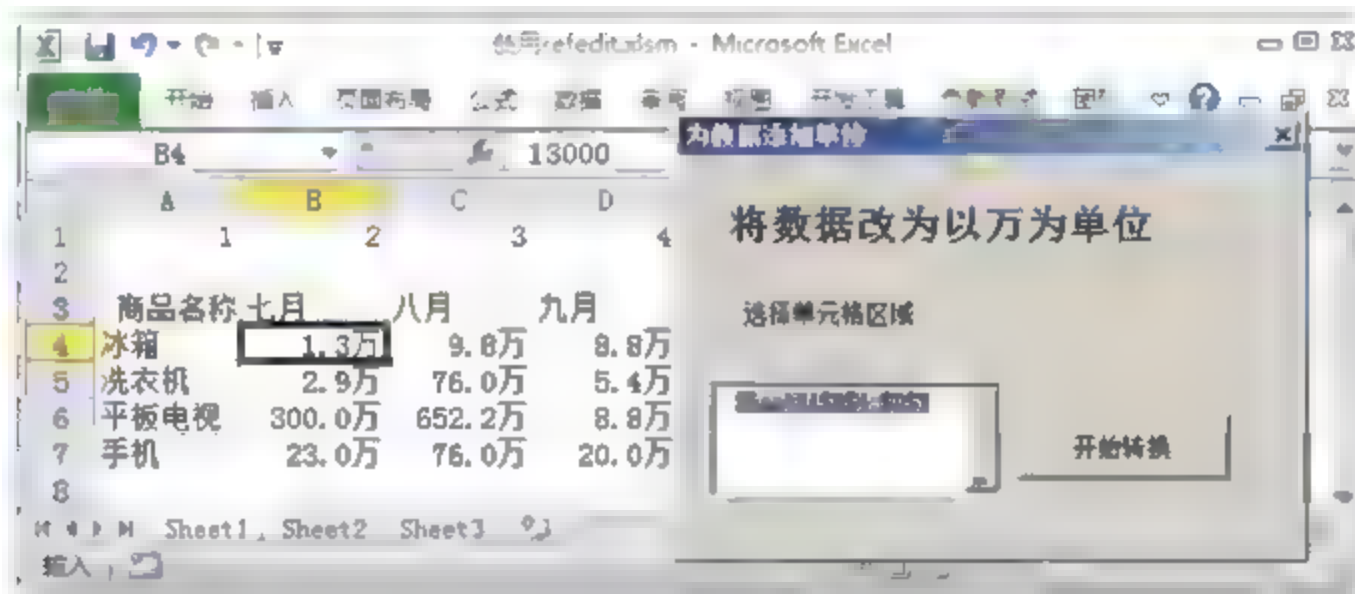 refedit.xlsm - Microsoft Excel
开始 插入 页面布局 公式 数据 视图
B4 13000 为数据添加单位
A B C D
1 1 2 3 4
2
3 商品名称 七月 八月 九月
4 冰箱 1.3万 9.8万 8.8万
5 洗衣机 2.9万 76.0万 5.4万
6 平板电视 300.0万 652.2万 8.8万
7 手机 23.0万 76.0万 20.0万
8
将数据改为以万为单位
选择单元格区域
开始转换
Sheet1 Sheet2 Sheet3
输入